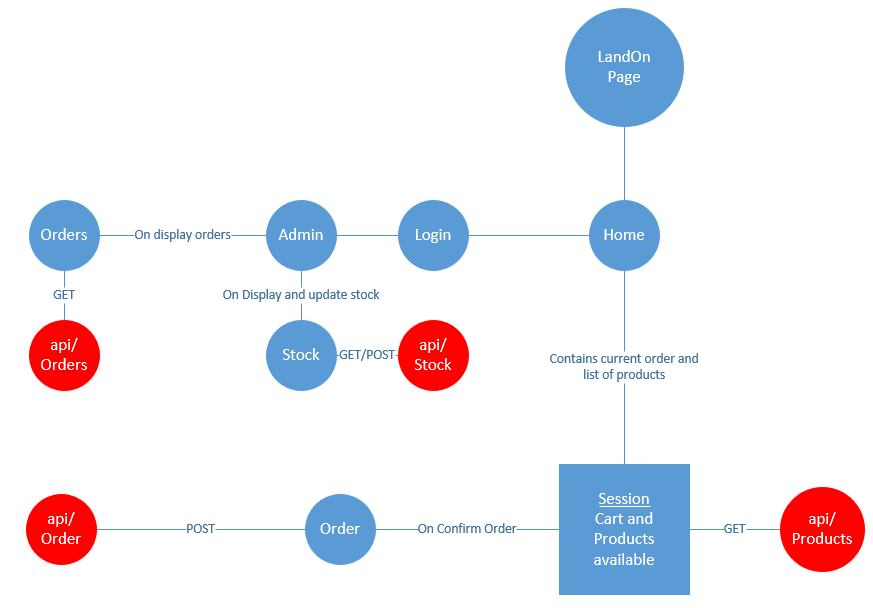 LandOn
Page
Orders
On display orders
Admin
Login
Home
GET
On Display and update stock
api/
Orders
Stock
GET/POST
api/
Stock
Contains current order and
list of products
api/
Order
POST
Order
On Confirm Order
Session
Cart and
Products
available
GET
api/
Products